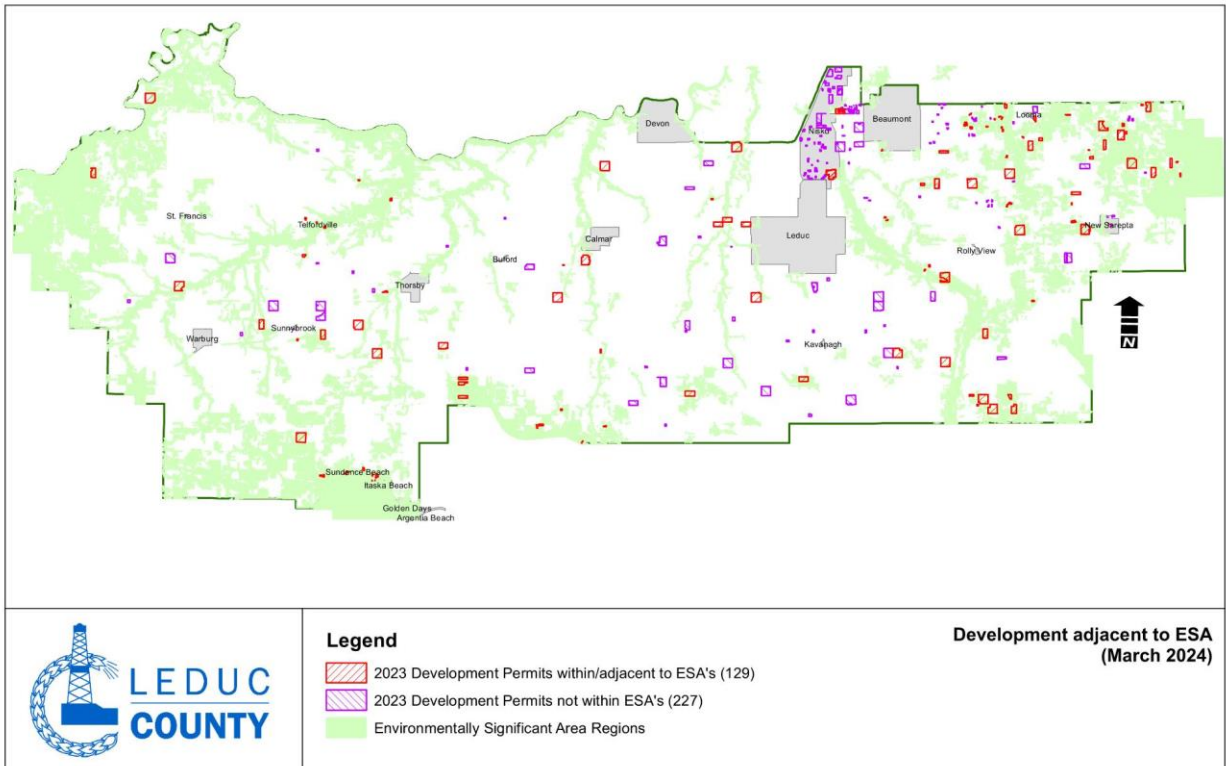 Devon
Nisku
Beaumont
Looma
St. Francis
Telfordville
New Sarepta
Calmar
Leduc
Rolly View
Buford
Thorsby
Sunnybrook
Warburg
Kavanagh
N
Sundance Beach
Itaska Beach
Golden Days
Argentia Beach
LEDUC
COUNTY
Legend
2023 Development Permits within/adjacent to ESA's (129)
2023 Development Permits not within ESA's (227)
Environmentally Significant Area Regions
Development adjacent to ESA
(March 2024)